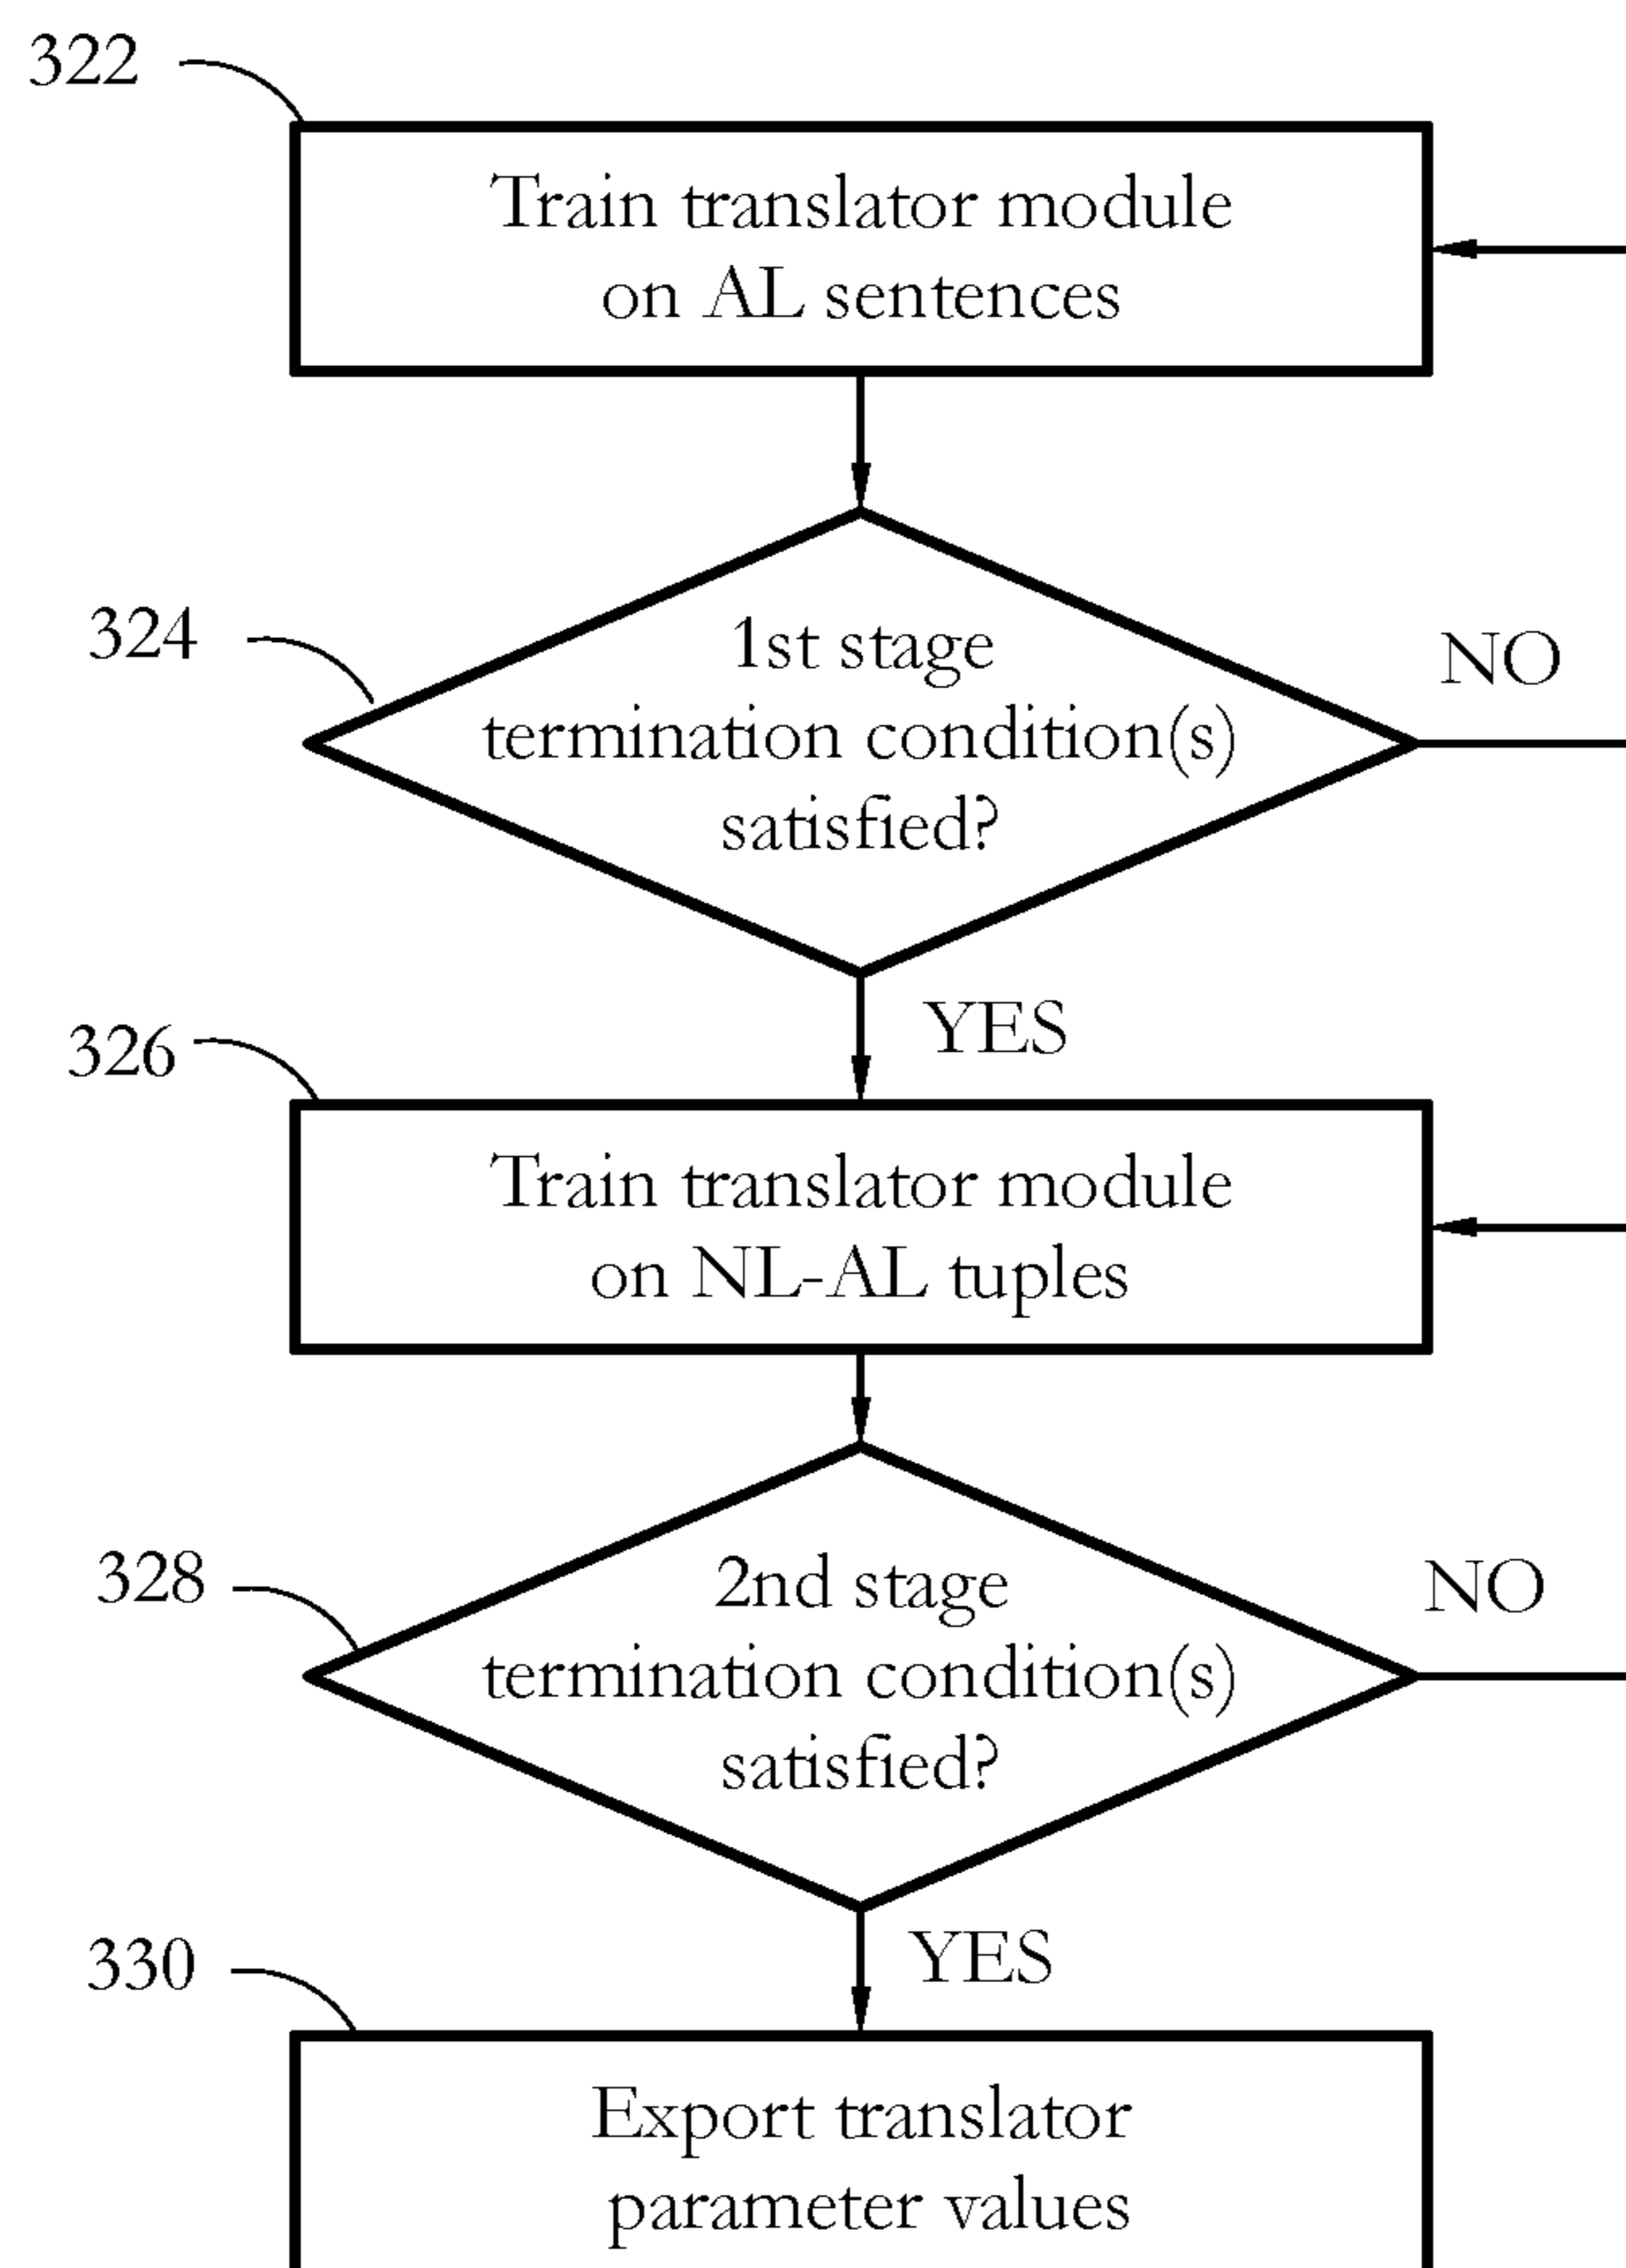 322
Train translator module
on AL sentences
324
1st stage
termination condition(s)
satisfied?
NO
YES
326
Train translator module
on NL-AL tuples
328
2nd stage
termination condition(s)
satisfied?
NO
YES
330
Export translator
parameter values